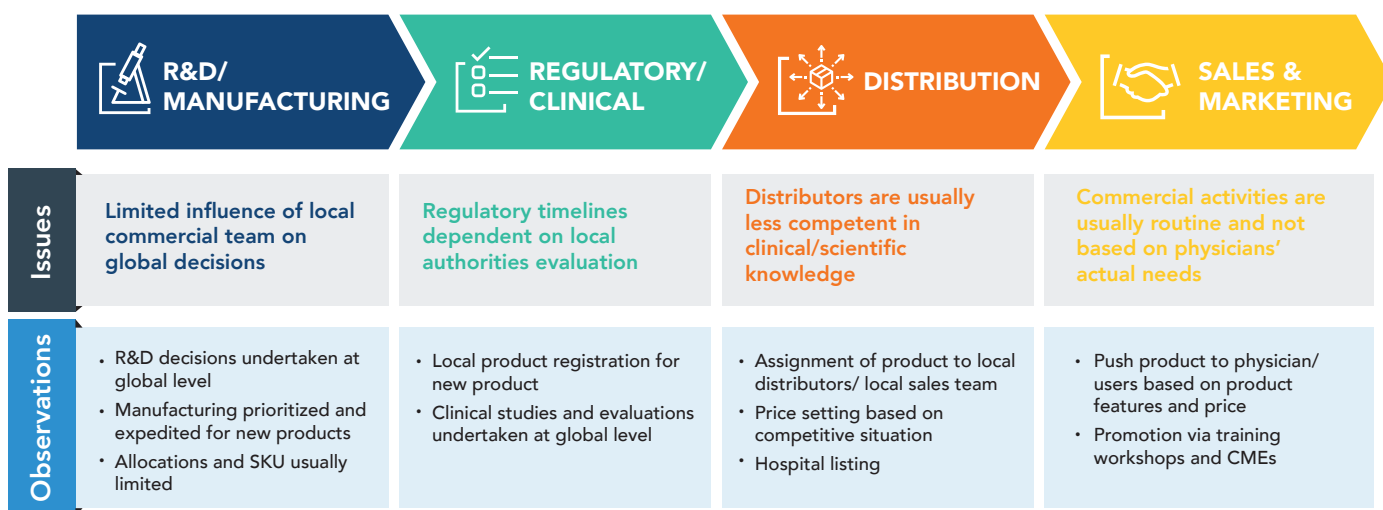 R&D/
MANUFACTURING
REGULATORY/
CLINICAL
DISTRIBUTION
SALES &
MARKETING
Issues
Limited influence of local
commercial team on
global decisions
Regulatory timelines
dependent on local
authorities evaluation
Distributors are usually
less competent in
clinical/scientific
knowledge
Commercial activities are
usually routine and not
based on physicians’
actual needs
Observations
• R&D decisions undertaken at
global level
• Manufacturing prioritized and
expedited for new products
• Allocations and SKU usually
limited
• Local product registration for
new product
• Clinical studies and evaluations
undertaken at global level
• Assignment of product to local
distributors/ local sales team
• Price setting based on
competitive situation
• Hospital listing
• Push product to physician/
users based on product
features and price
• Promotion via training
workshops and CMEs